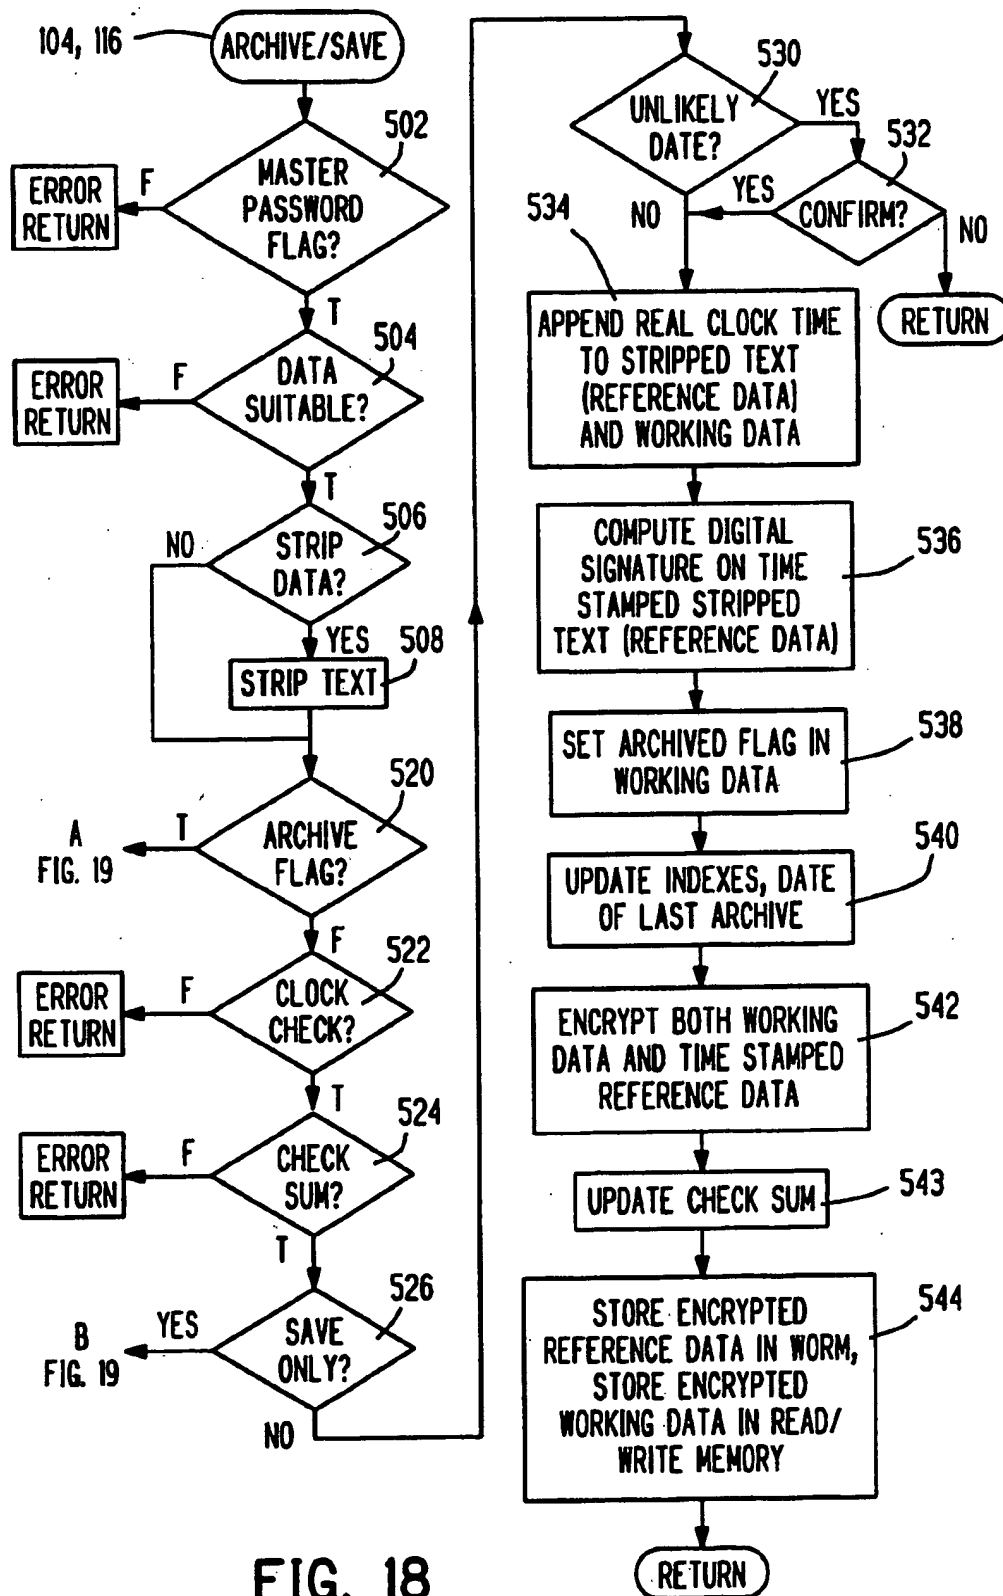 104, 116
ARCHIVE/SAVE
502
MASTER
PASSWORD
FLAG?
F
ERROR
RETURN
T
504
DATA
SUITABLE?
F
ERROR
RETURN
T
506
STRIP
DATA?
NO
YES
508
STRIP TEXT
520
ARCHIVE
FLAG?
T
A
FIG. 19
F
522
CLOCK
CHECK?
F
ERROR
RETURN
T
524
CHECK
SUM?
F
ERROR
RETURN
T
526
SAVE
ONLY?
YES
B
FIG. 19
NO
530
UNLIKELY
DATE?
YES
532
CONFIRM?
YES
NO
RETURN
NO
534
APPEND REAL CLOCK TIME
TO STRIPPED TEXT
(REFERENCE DATA)
AND WORKING DATA
536
COMPUTE DIGITAL
SIGNATURE ON TIME
STAMPED STRIPPED
TEXT (REFERENCE DATA)
538
SET ARCHIVED FLAG IN
WORKING DATA
540
UPDATE INDEXES, DATE
OF LAST ARCHIVE
542
ENCRYPT BOTH WORKING
DATA AND TIME STAMPED
REFERENCE DATA
543
UPDATE CHECK SUM
544
STORE ENCRYPTED
REFERENCE DATA IN WORM,
STORE ENCRYPTED
WORKING DATA IN READ/
WRITE MEMORY
RETURN
FIG. 18